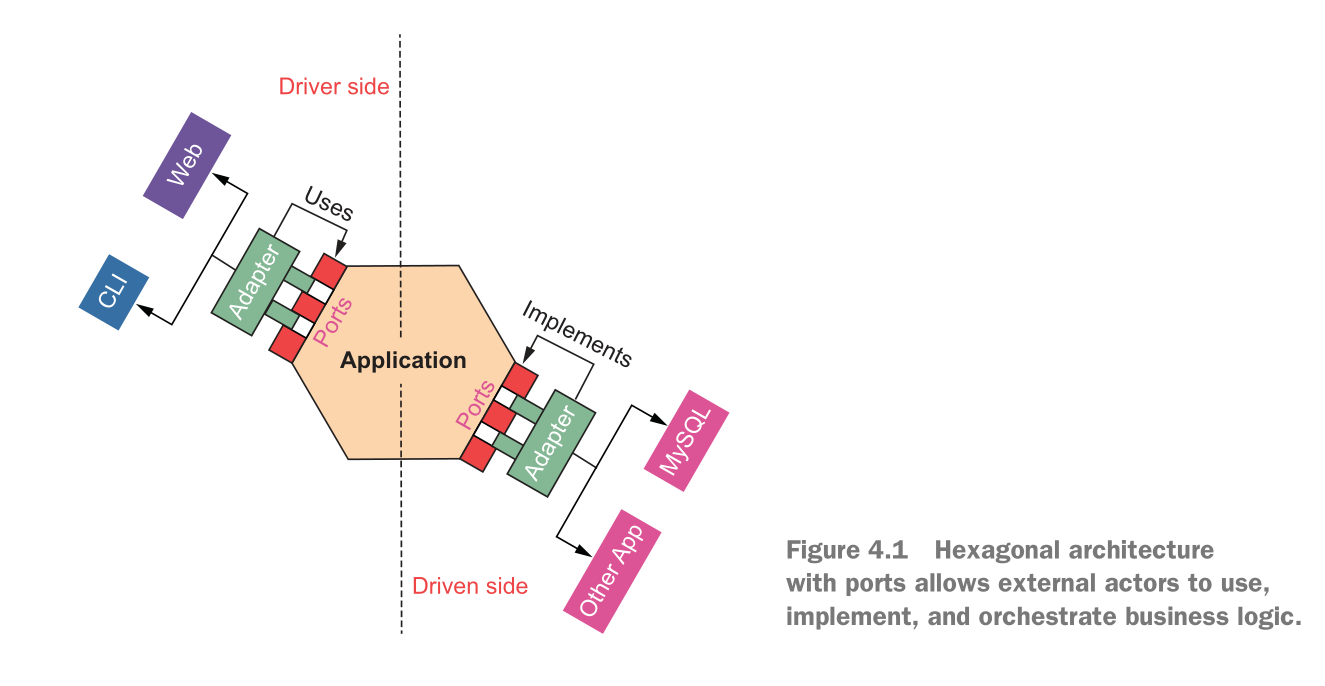 Driver side
Web
Uses
CLI
Adapter
Ports
Application
Implements
Ports
Adapter
MySQL
Other App
Driven side
Figure 4.1 Hexagonal architecture
with ports allows external actors to use,
implement, and orchestrate business logic.